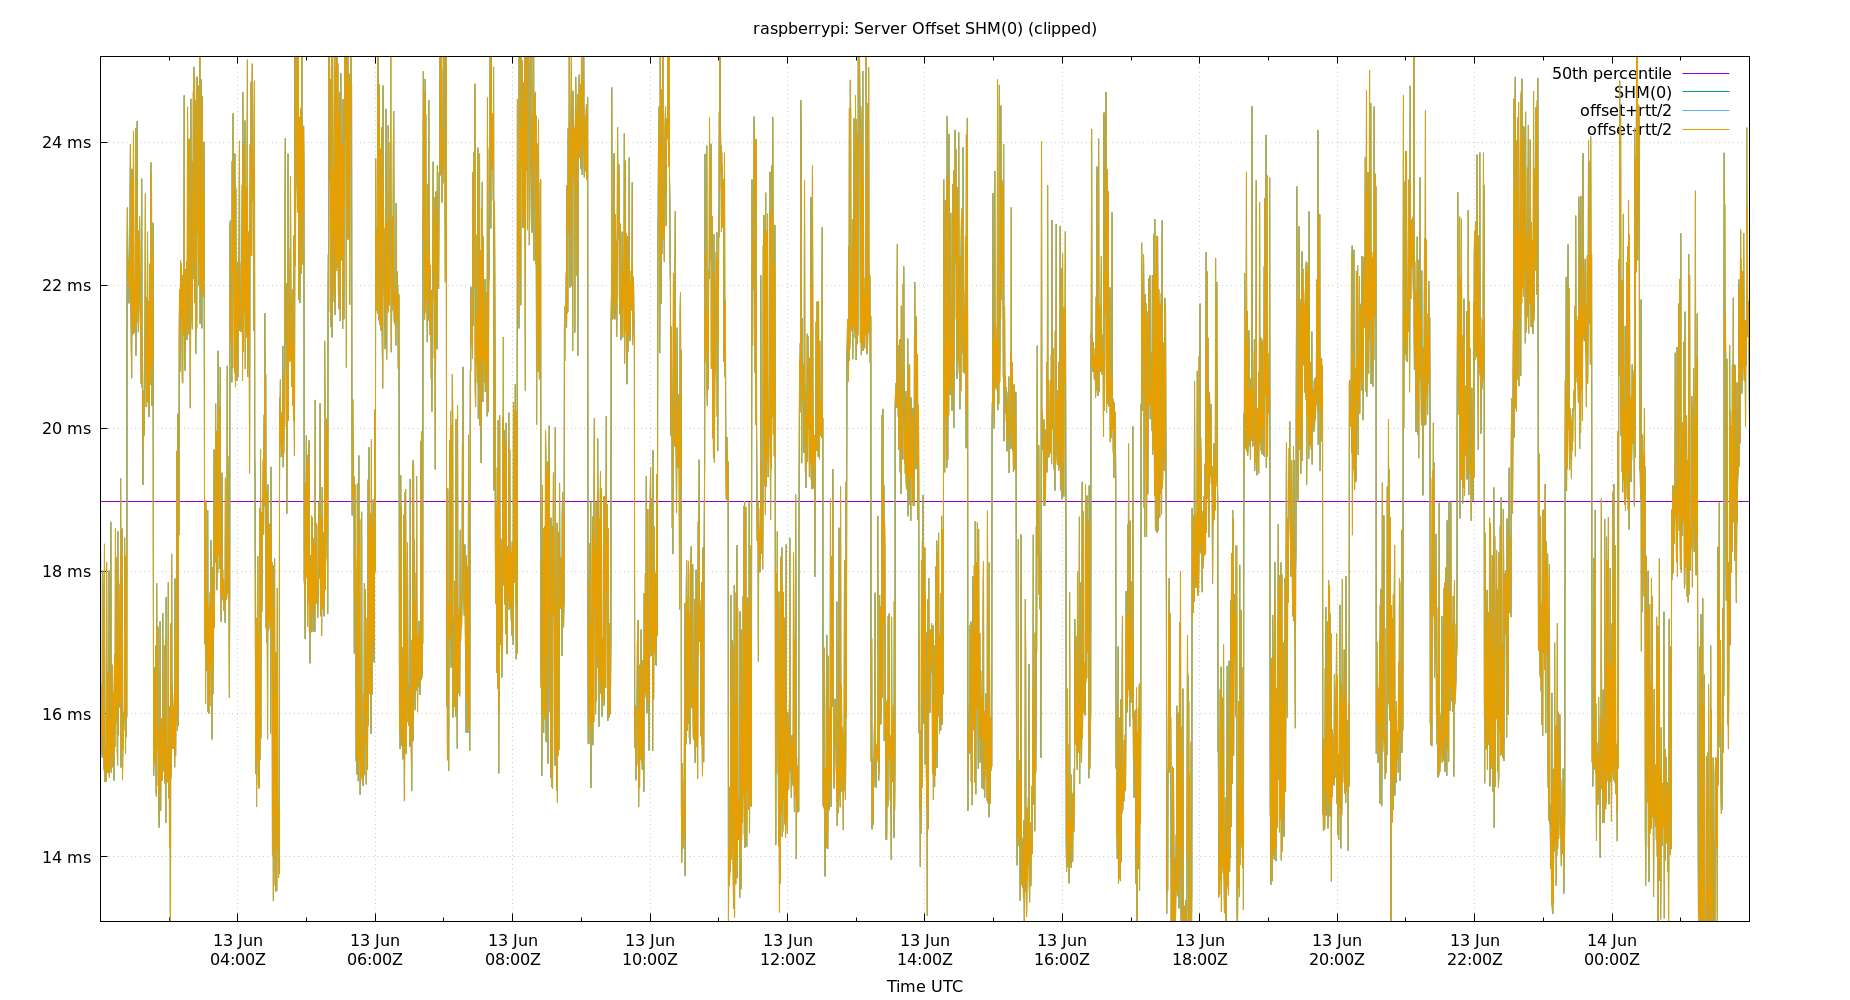 raspberrypi: Server Offset SHM(0) (clipped)
50th percentile
SHM(0)
offset+rtt/2
offset-rtt/2
24 ms
22 ms
20 ms
18 ms
16 ms
14 ms
13 Jun 13 Jun 13 Jun 13 Jun 13 Jun 13 Jun 13 Jun 13 Jun 13 Jun 13 Jun 14 Jun
04:00Z 06:00Z 08:00Z 10:00Z 12:00Z 14:00Z 16:00Z 18:00Z 20:00Z 22:00Z 00:00Z
Time UTC